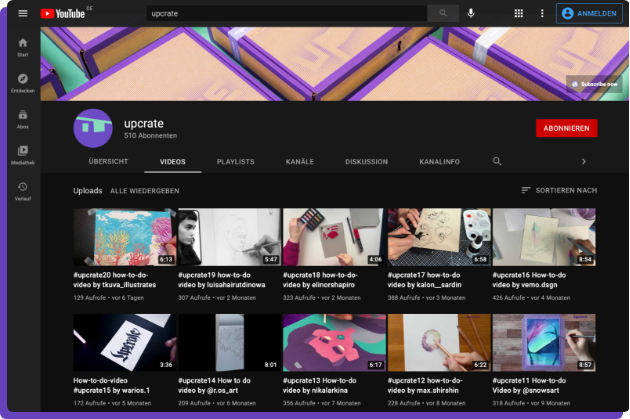 YouTube DE
upcrate
ANMELDEN
Start
Entdecken
Abos
Mediathek
Verlauf
Subscribe now
upcrate
510 Abonnenten
ABONNIEREN
ÜBERSICHT VIDEOS PLAYLISTS KANÄLE DISKUSSION KANALINFO
Uploads ALLE WIEDERGEBEN
SORTIEREN NACH
6:13 5:47 4:06 6:58 8:54
#upcrate20 how-to-do-
video by tkuva_illustrates
129 Aufrufe • vor 6 Tagen
#upcrate19 how-to-do
video by luisahairutdinowa
307 Aufrufe • vor 2 Monaten
#upcrate18 how-to-do-
video by elinorshapiro
323 Aufrufe • vor 2 Monaten
#upcrate17 how-to-do
video by kalon__sardin
388 Aufrufe • vor 3 Monaten
#upcrate16 How-to-do
video by vemo.dsgn
426 Aufrufe • vor 4 Monaten
upcrate
3:36 8:01 6:17 6:22 8:57
How-to-do-video
#upcrate15 by warios.1
172 Aufrufe • vor 5 Monaten
#upcrate14 How to do
video by @r.os_art
209 Aufrufe • vor 6 Monaten
#upcrate13 How-to-do
video by nikalarkina
356 Aufrufe • vor 7 Monaten
#upcrate12 how-to-do-
video by max.shirshin
228 Aufrufe • vor 8 Monaten
#upcrate11 How-to-do
Video by @anowsart
318 Aufrufe • vor 9 Monaten